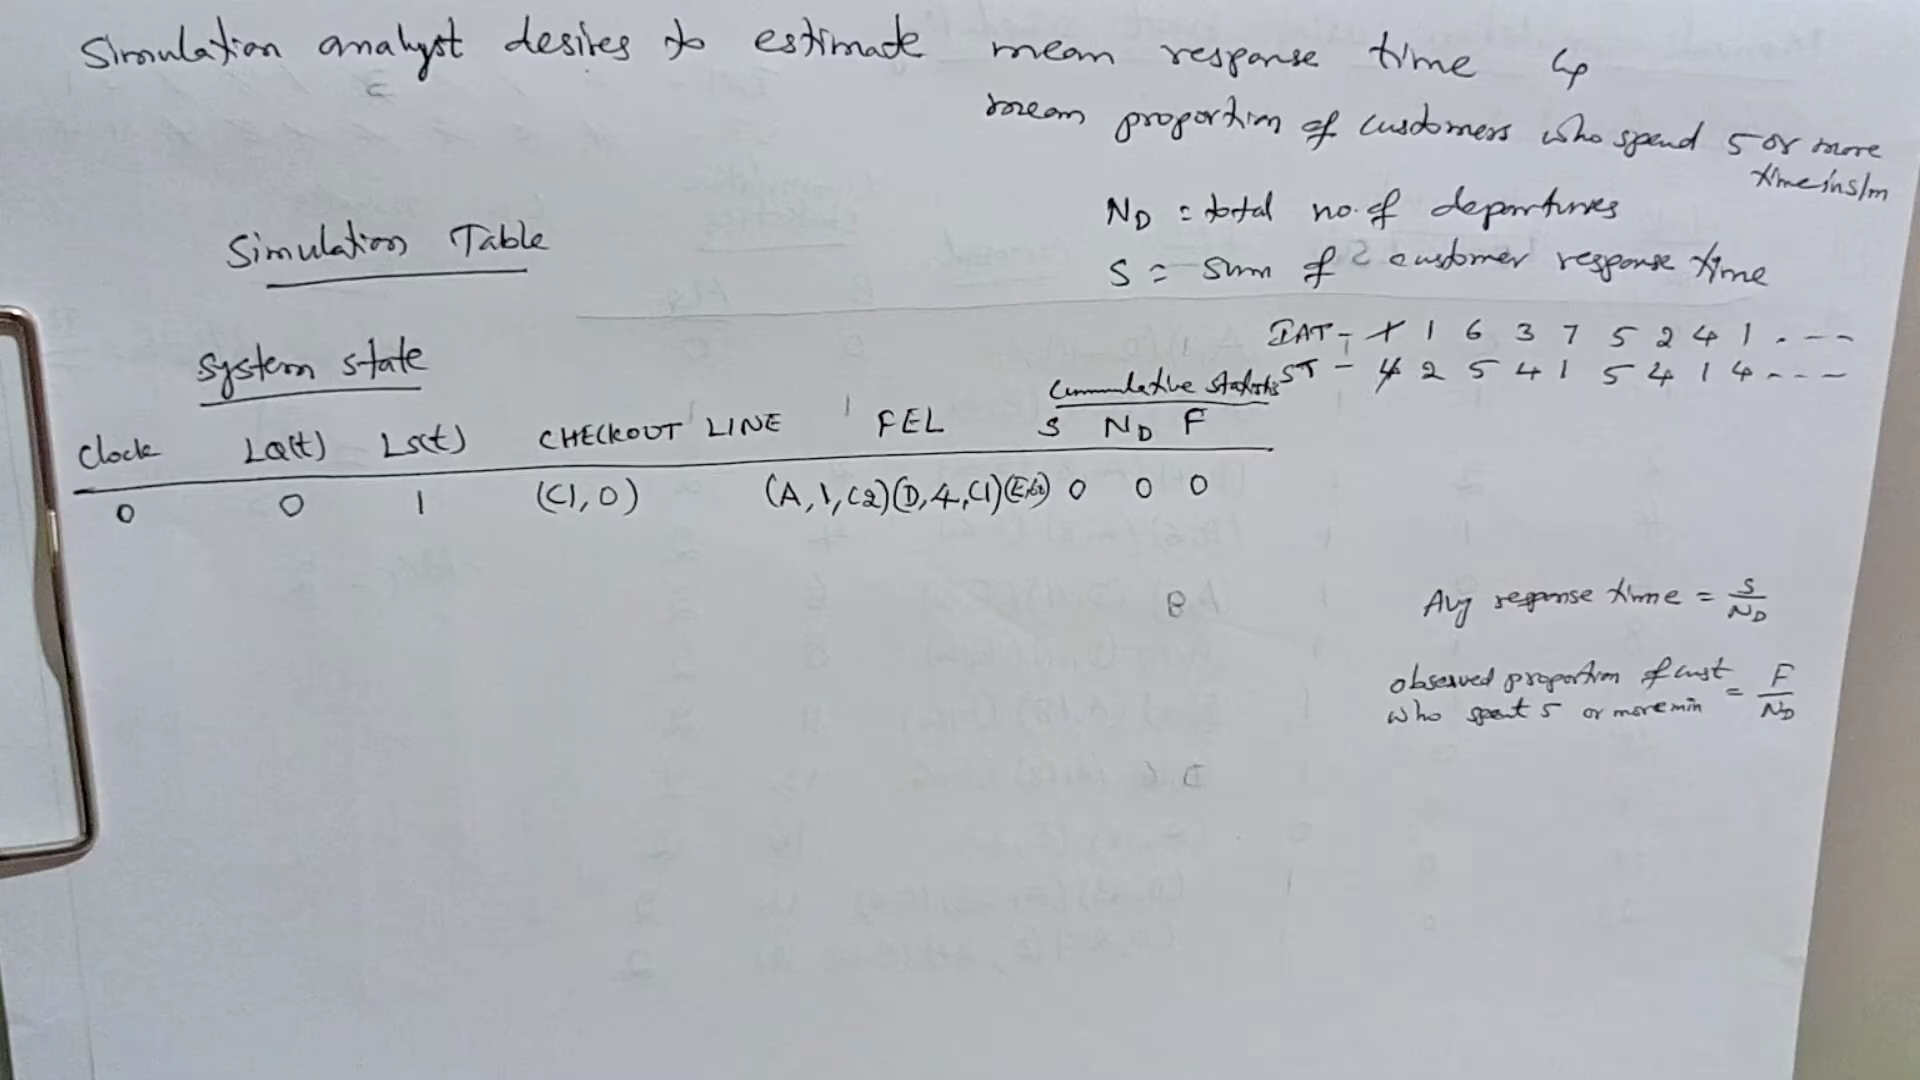 Simulation analyst desires to estimate mean response time &
mean proportion of customers who spend 5 or more
time in s/m
ND = total no. of departures
Simulation Table
S = Sum of customer response time
IAT - 1 1 6 3 7 5 2 4 1 . - -
system state
ST - 4 2 5 4 1 5 4 1 4 - - -
Cummulative statistis
Clock LQ(t) LS(t) CHECKOUT LINE FEL S ND F
0 0 1 (C1,0) (A,1,C2)(D,4,C1)(E,60) 0 0 0
Avg response time = S/ND
observed proportion of cust
who spent 5 or more min = F/ND